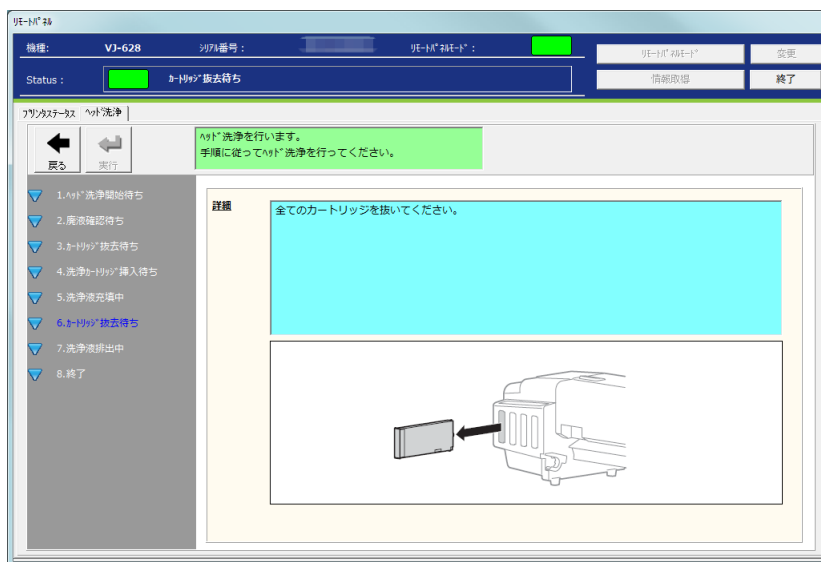 ﾘﾓｰﾄﾊﾟﾈﾙ
機種:
VJ-628
ｼﾘｱﾙ番号 :
ﾘﾓｰﾄﾊﾟﾈﾙﾓｰﾄﾞ :
ﾘﾓｰﾄﾊﾟﾈﾙﾓｰﾄﾞ
変更
Status :
ｶｰﾄﾘｯｼﾞ抜去待ち
情報取得
終了
ﾌﾟﾘﾝﾀｽﾃｰﾀｽ
ﾍｯﾄﾞ洗浄
戻る
実行
ﾍｯﾄﾞ洗浄を行います。
手順に従ってﾍｯﾄﾞ洗浄を行ってください。
1.ﾍｯﾄﾞ洗浄開始待ち
2.廃液確認待ち
3.ｶｰﾄﾘｯｼﾞ抜去待ち
4.洗浄ｶｰﾄﾘｯｼﾞ挿入待ち
5.洗浄液充填中
6.ｶｰﾄﾘｯｼﾞ抜去待ち
7.洗浄液排出中
8.終了
詳細
全てのカートリッジを抜いてください。